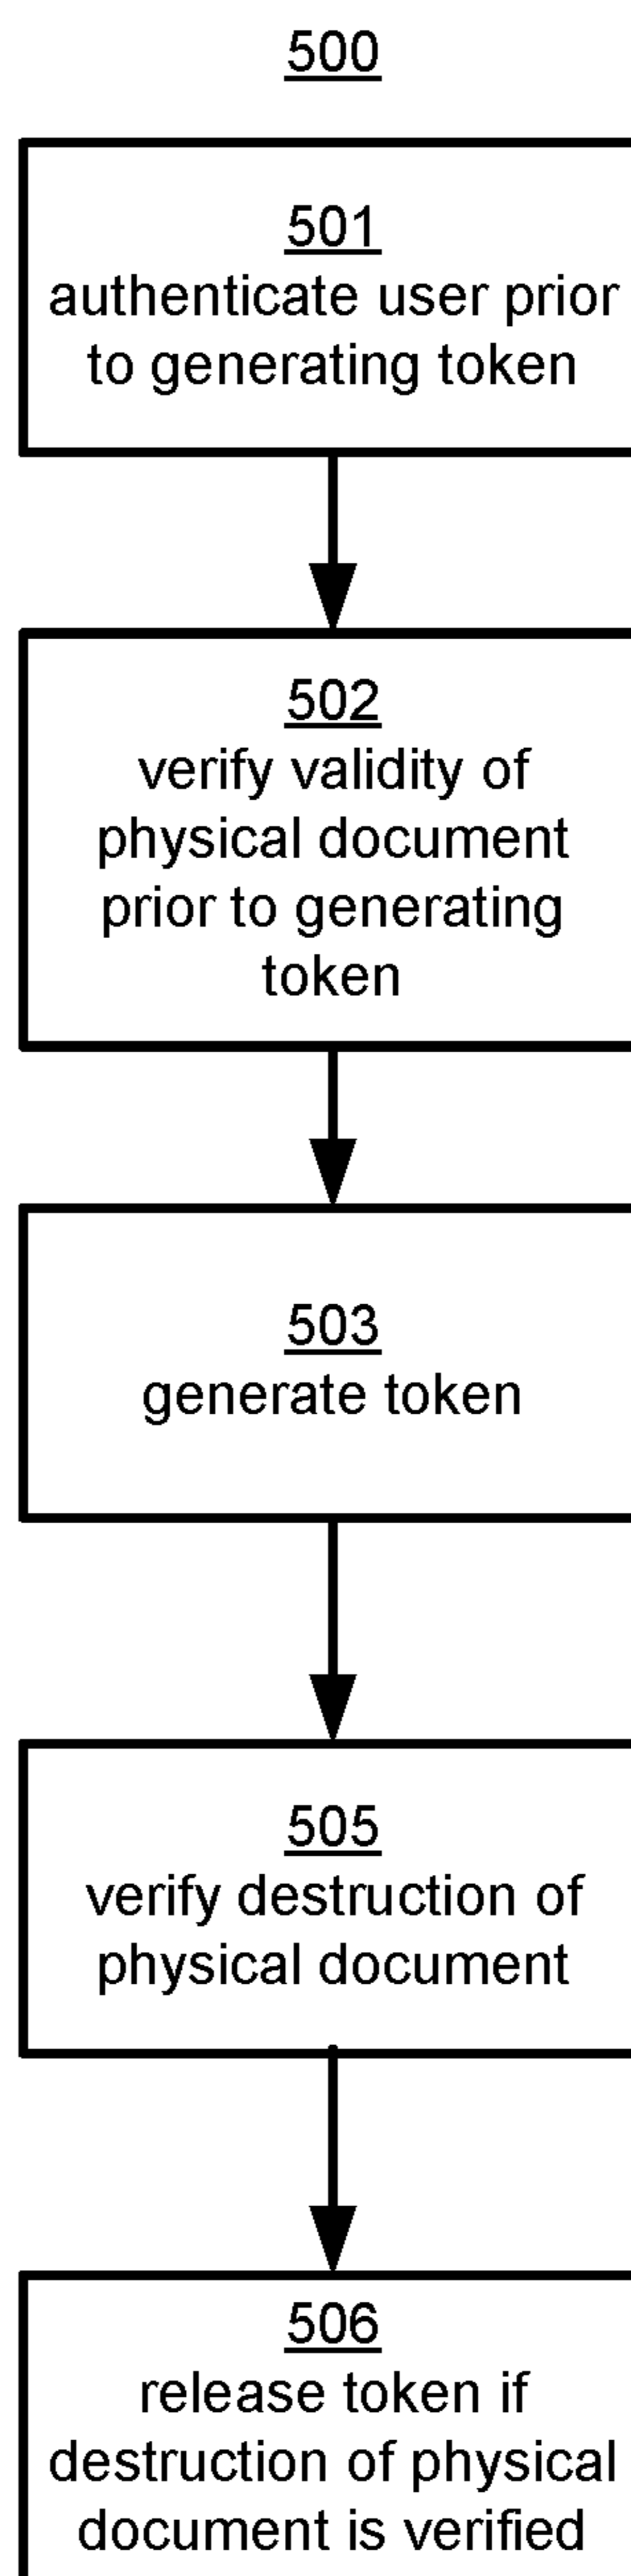 500
501
authenticate user prior
to generating token
502
verify validity of
physical document
prior to generating
token
503
generate token
505
verify destruction of
physical document
506
release token if
destruction of physical
document is verified